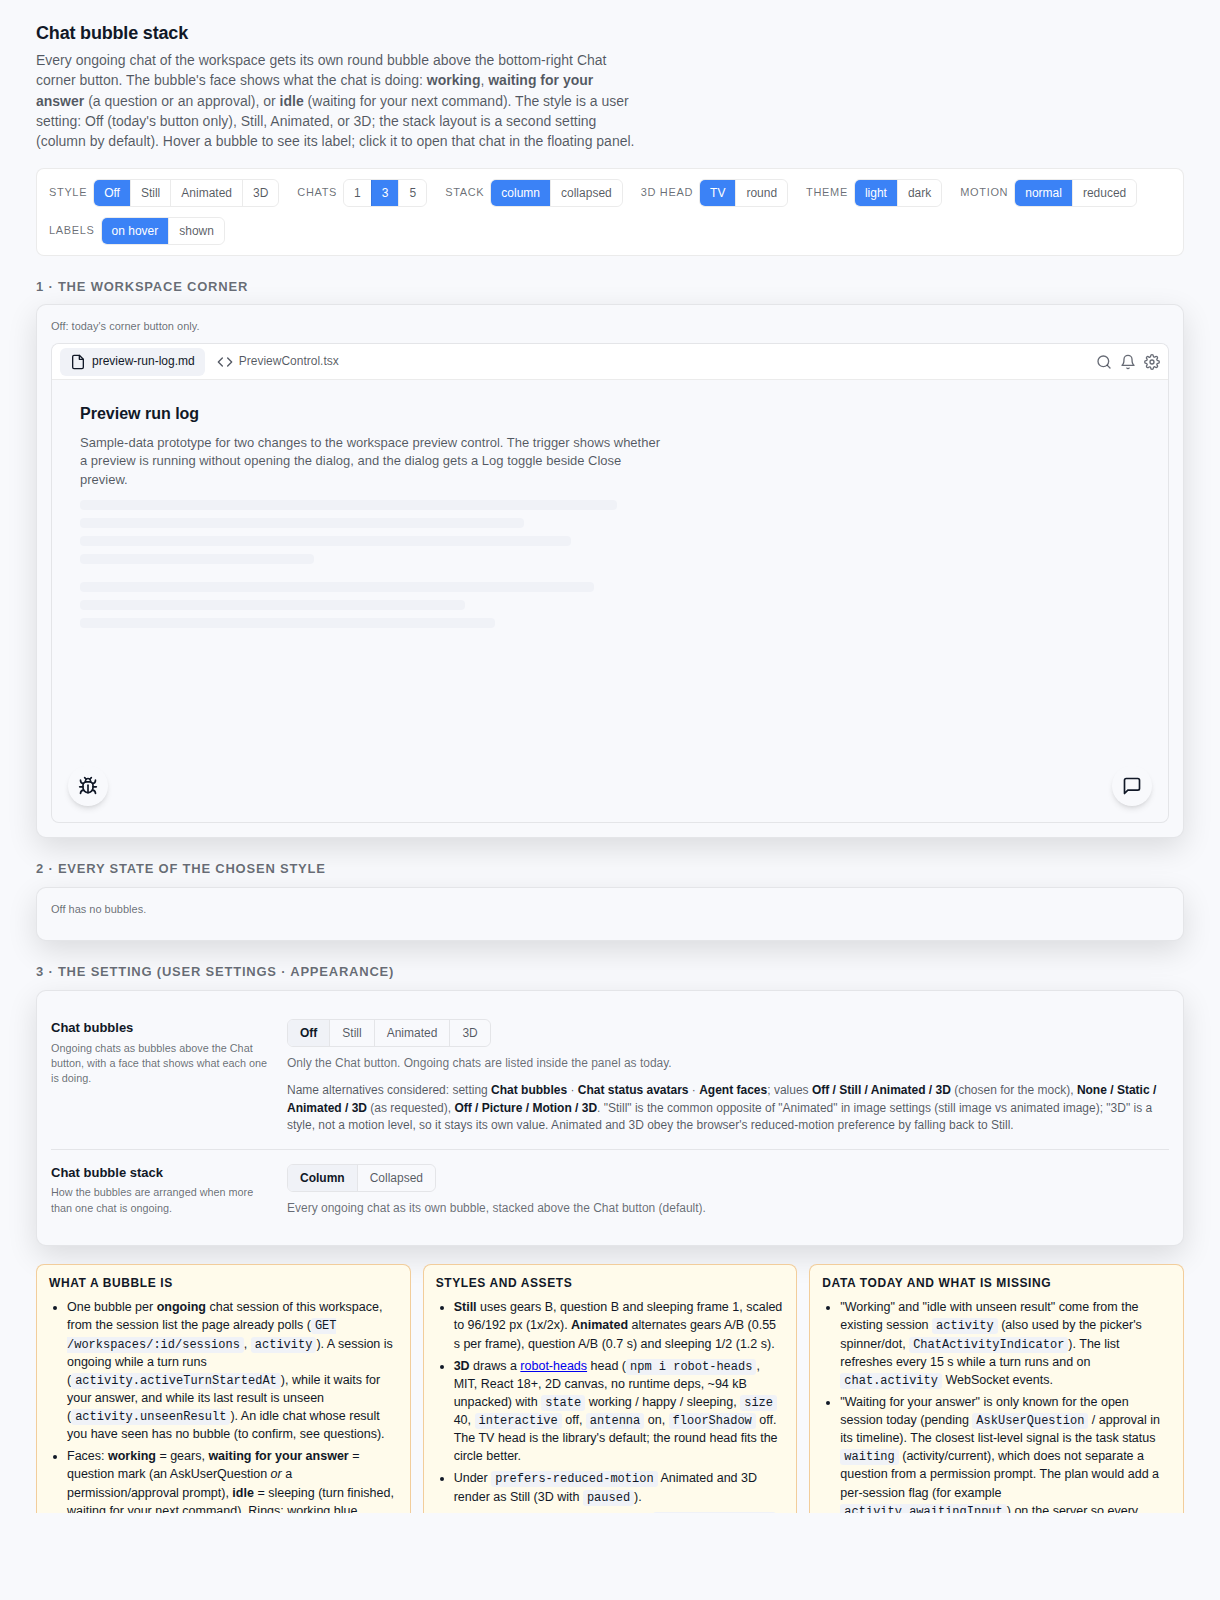 Chat bubble stack
Every ongoing chat of the workspace gets its own round bubble above the bottom-right Chat
corner button. The bubble's face shows what the chat is doing: working, waiting for your
answer (a question or an approval), or idle (waiting for your next command). The style is a user
setting: Off (today's button only), Still, Animated, or 3D; the stack layout is a second setting
(column by default). Hover a bubble to see its label; click it to open that chat in the floating panel.
STYLE Off Still Animated 3D CHATS 1 3 5 STACK column collapsed 3D HEAD TV round THEME light dark MOTION normal reduced
LABELS on hover shown
1 · THE WORKSPACE CORNER
Off: today's corner button only.
preview-run-log.md PreviewControl.tsx
Preview run log
Sample-data prototype for two changes to the workspace preview control. The trigger shows whether
a preview is running without opening the dialog, and the dialog gets a Log toggle beside Close
preview.
2 · EVERY STATE OF THE CHOSEN STYLE
Off has no bubbles.
3 · THE SETTING (USER SETTINGS · APPEARANCE)
Chat bubbles
Ongoing chats as bubbles above the Chat
button, with a face that shows what each one
is doing.
Off Still Animated 3D
Only the Chat button. Ongoing chats are listed inside the panel as today.
Name alternatives considered: setting Chat bubbles · Chat status avatars · Agent faces; values Off / Still / Animated / 3D (chosen for the mock), None / Static /
Animated / 3D (as requested), Off / Picture / Motion / 3D. "Still" is the common opposite of "Animated" in image settings (still image vs animated image); "3D" is a
style, not a motion level, so it stays its own value. Animated and 3D obey the browser's reduced-motion preference by falling back to Still.
Chat bubble stack
How the bubbles are arranged when more
than one chat is ongoing.
Column Collapsed
Every ongoing chat as its own bubble, stacked above the Chat button (default).
WHAT A BUBBLE IS
One bubble per ongoing chat session of this workspace,
from the session list the page already polls ( GET
/workspaces/:id/sessions , activity ). A session is
ongoing while a turn runs
( activity.activeTurnStartedAt ), while it waits for
your answer, and while its last result is unseen
( activity.unseenResult ). An idle chat whose result
you have seen has no bubble (to confirm, see questions).
Faces: working = gears, waiting for your answer =
question mark (an AskUserQuestion or a
permission/approval prompt), idle = sleeping (turn finished,
waiting for your next command). Rings: working blue,
STYLES AND ASSETS
Still uses gears B, question B and sleeping frame 1, scaled
to 96/192 px (1x/2x). Animated alternates gears A/B (0.55
s per frame), question A/B (0.7 s) and sleeping 1/2 (1.2 s).
3D draws a robot-heads head ( npm i robot-heads ,
MIT, React 18+, 2D canvas, no runtime deps, ~94 kB
unpacked) with state working / happy / sleeping, size
40, interactive off, antenna on, floorShadow off.
The TV head is the library's default; the round head fits the
circle better.
Under prefers-reduced-motion Animated and 3D
render as Still (3D with paused ).
DATA TODAY AND WHAT IS MISSING
"Working" and "idle with unseen result" come from the
existing session activity (also used by the picker's
spinner/dot, ChatActivityIndicator ). The list
refreshes every 15 s while a turn runs and on
chat.activity WebSocket events.
"Waiting for your answer" is only known for the open
session today (pending AskUserQuestion / approval in
its timeline). The closest list-level signal is the task status
waiting (activity/current), which does not separate a
question from a permission prompt. The plan would add a
per-session flag (for example
activity.awaitingInput ) on the server so every